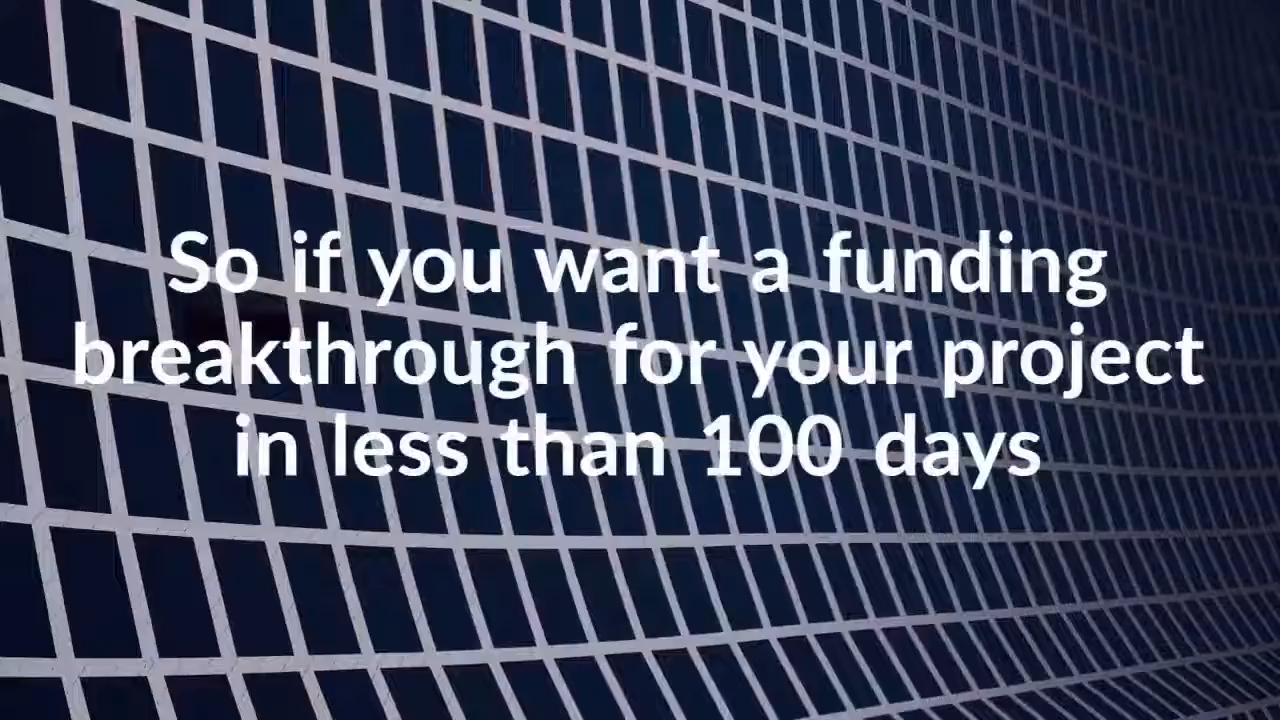 So if you want a funding
breakthrough for your project
in less than 100 days